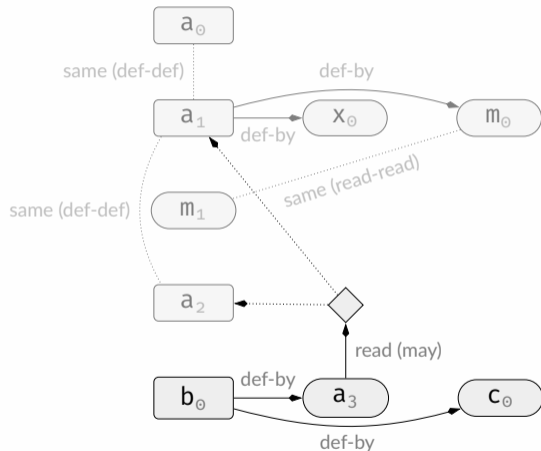 a₀
same (def-def)
def-by
a₁
x₀
m₀
def-by
same (read-read)
m₁
same (def-def)
a₂
read (may)
def-by
b₀
a₃
c₀
def-by